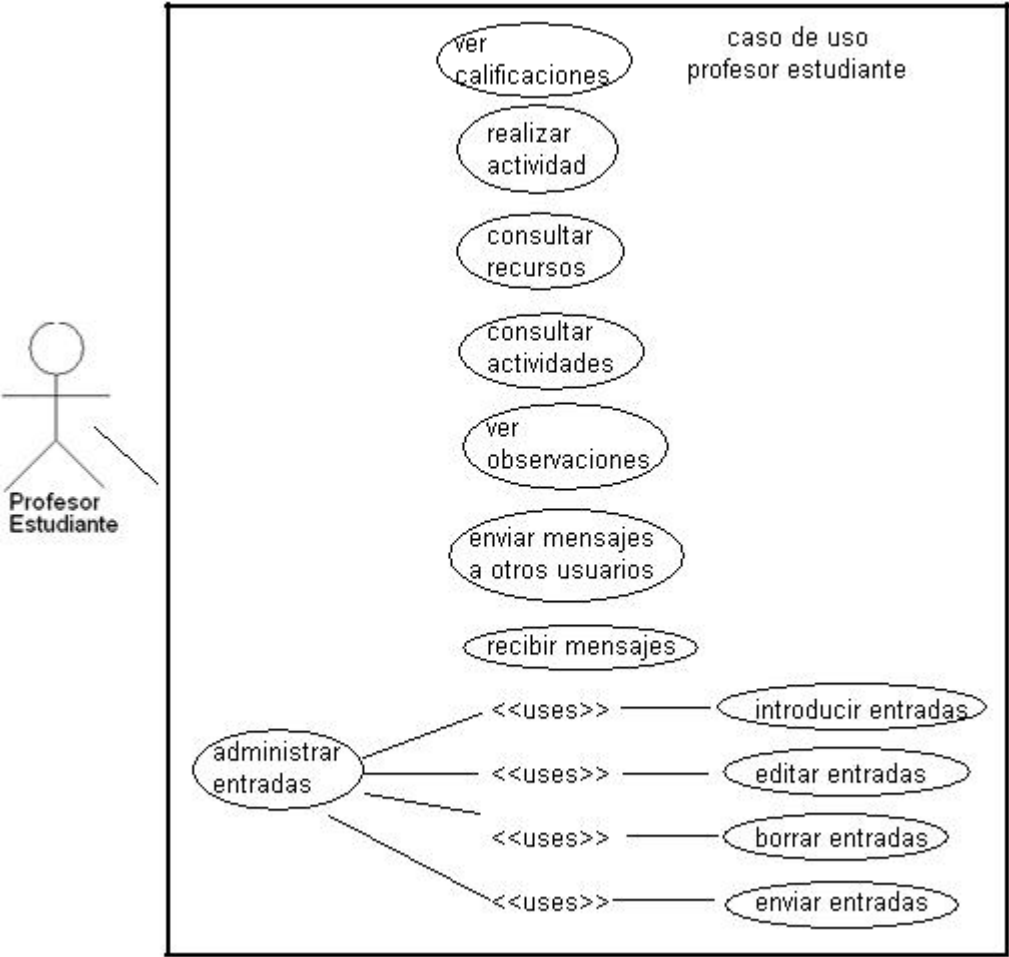 ver
calificaciones
caso de uso
profesor estudiante
realizar
actividad
consultar
recursos
consultar
actividades
ver
observaciones
Profesor
Estudiante
enviar mensajes
a otros usuarios
recibir mensajes
administrar
entradas
<<uses>>
introducir entradas
<<uses>>
editar entradas
<<uses>>
borrar entradas
<<uses>>
enviar entradas